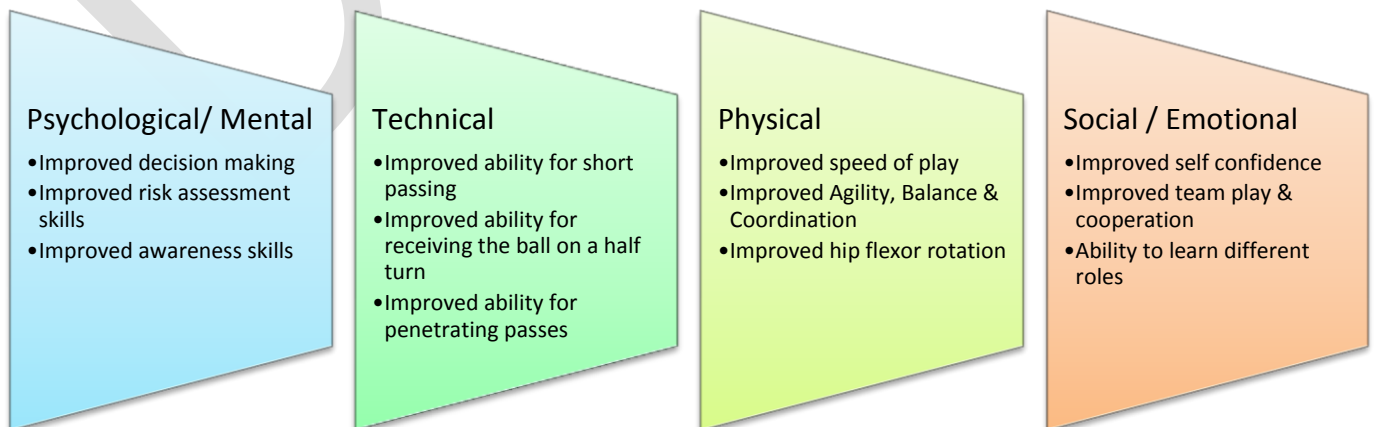 Psychological/ Mental
•Improved decision making
•Improved risk assessment
skills
•Improved awareness skills
Technical
•Improved ability for short
passing
•Improved ability for
receiving the ball on a half
turn
•Improved ability for
penetrating passes
Physical
•Improved speed of play
•Improved Agility, Balance &
Coordination
•Improved hip flexor rotation
Social / Emotional
•Improved self confidence
•Improved team play &
cooperation
•Ability to learn different
roles